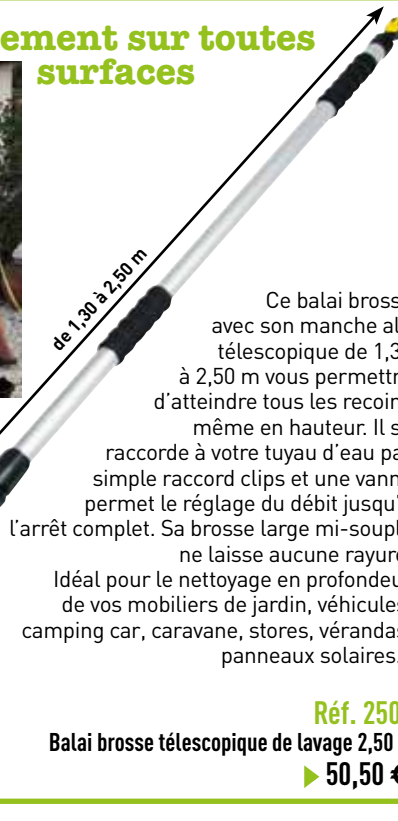 ement sur toutes
surfaces
de 1,30 à 2,50 m
Ce balai bross
avec son manche al
télescopique de 1,3
à 2,50 m vous permettr
d'atteindre tous les recoin
même en hauteur. Il s
raccorde à votre tuyau d'eau pa
simple raccord clips et une vann
permet le réglage du débit jusqu'
l'arrêt complet. Sa brosse large mi-soupl
ne laisse aucune rayure
Idéal pour le nettoyage en profondeu
de vos mobiliers de jardin, véhicules
camping car, caravane, stores, vérandas
panneaux solaires.
Réf. 250
Balai brosse télescopique de lavage 2,50
50,50 €